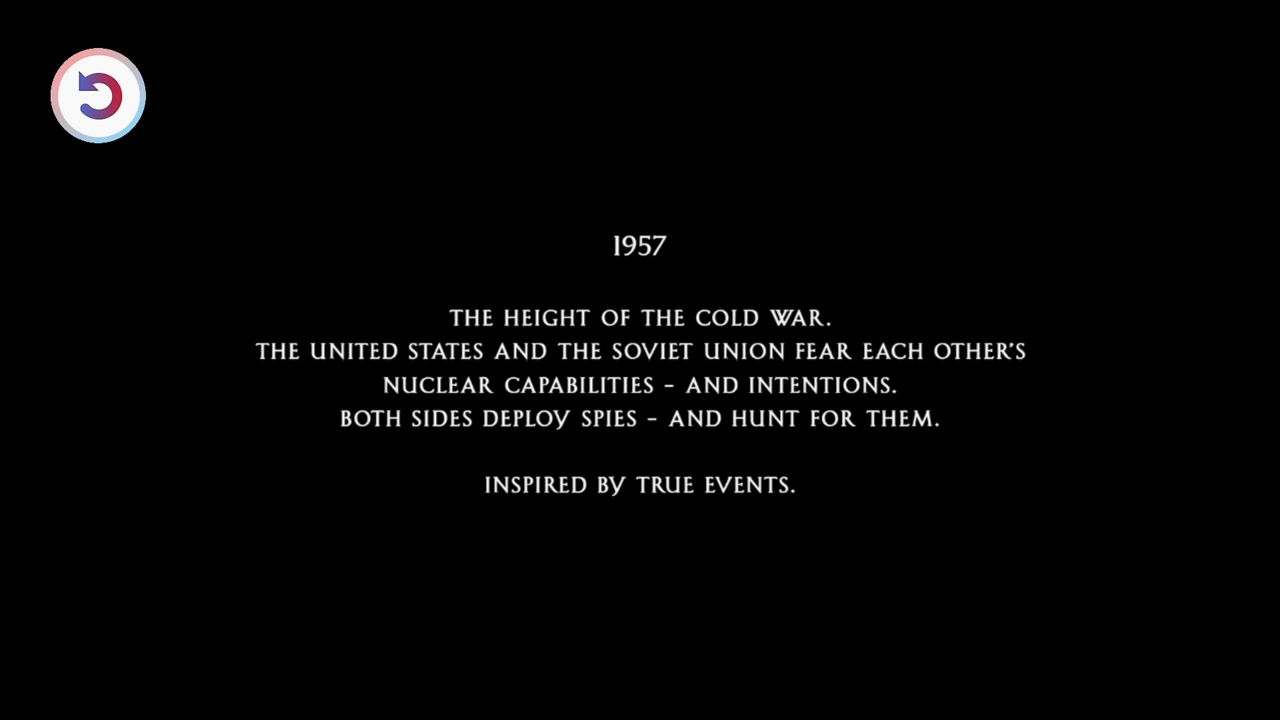 1957
THE HEIGHT OF THE COLD WAR.
THE UNITED STATES AND THE SOVIET UNION FEAR EACH OTHER'S
NUCLEAR CAPABILITIES - AND INTENTIONS.
BOTH SIDES DEPLOY SPIES - AND HUNT FOR THEM.
INSPIRED BY TRUE EVENTS.